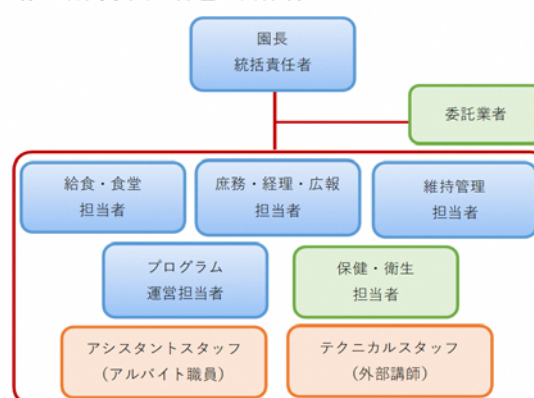 園長
統括責任者
委託業者
給食・食堂
担当者
庶務・経理・広報
担当者
維持管理
担当者
プログラム
運営担当者
保健・衛生
担当者
アシスタントスタッフ
(アルバイト職員)
テクニカルスタッフ
(外部講師)